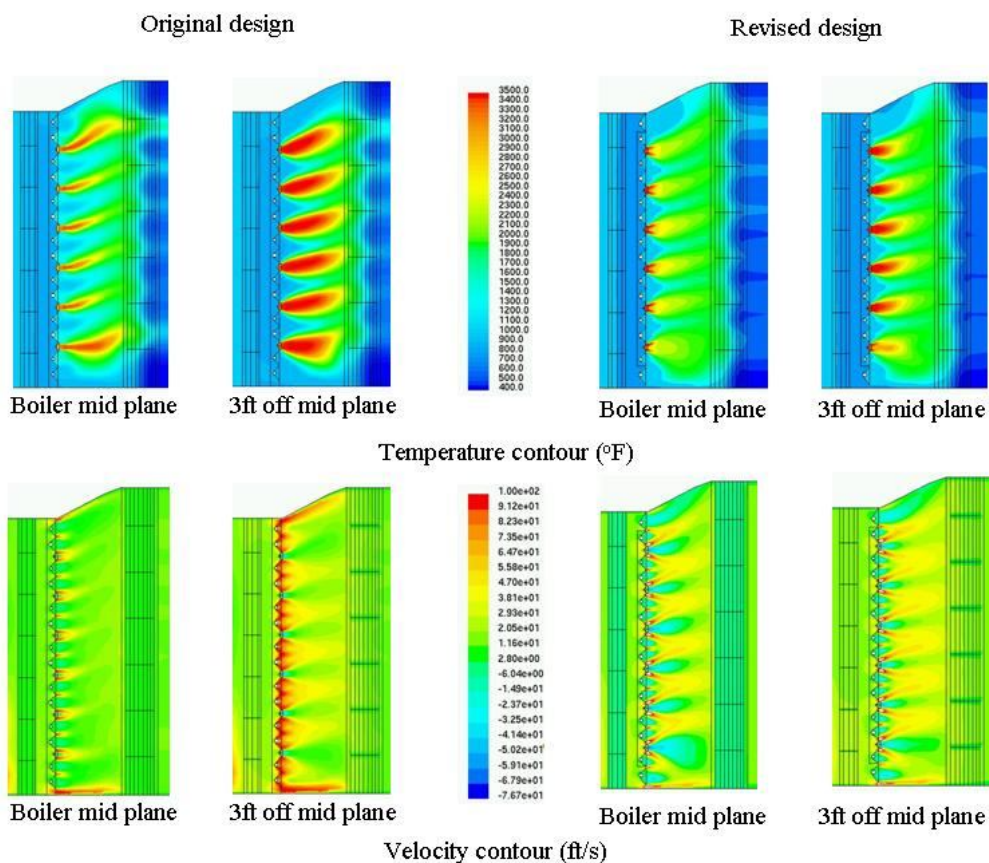 Original design
Revised design
3500.0
3400.0
3300.0
3200.0
3100.0
3000.0
2900.0
2800.0
2700.0
2600.0
2500.0
2400.0
2300.0
2200.0
2100.0
2000.0
1900.0
1800.0
1700.0
1600.0
1500.0
1400.0
1300.0
1200.0
1100.0
1000.0
900.0
800.0
700.0
600.0
500.0
400.0
Boiler mid plane
3ft off mid plane
Boiler mid plane
3ft off mid plane
Temperature contour (°F)
1.00e+02
9.12e+01
8.23e+01
7.35e+01
6.47e+01
5.58e+01
4.70e+01
3.81e+01
2.93e+01
2.05e+01
1.16e+01
2.80e+00
-6.04e+00
-1.49e+01
-2.37e+01
-3.25e+01
-4.14e+01
-5.02e+01
-5.91e+01
-6.79e+01
-7.67e+01
Boiler mid plane
3ft off mid plane
Boiler mid plane
3ft off mid plane
Velocity contour (ft/s)